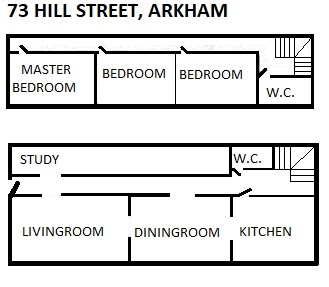 73 HILL STREET, ARKHAM
MASTER
BEDROOM
BEDROOM
BEDROOM
W.C.
STUDY
W.C.
LIVINGROOM
DININGROOM
KITCHEN